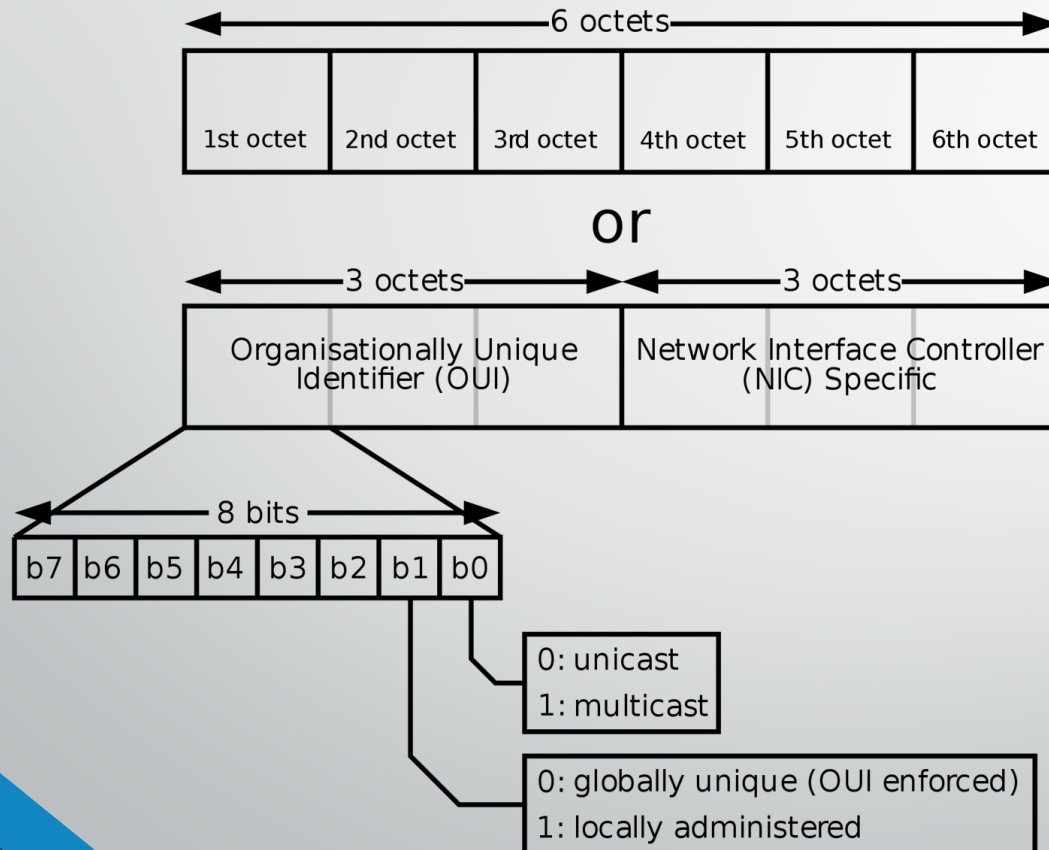 6 octets
1st octet 2nd octet 3rd octet 4th octet 5th octet 6th octet
or
3 octets 3 octets
Organisationally Unique
Identifier (OUI)
Network Interface Controller
(NIC) Specific
8 bits
b7 b6 b5 b4 b3 b2 b1 b0
0: unicast
1: multicast
0: globally unique (OUI enforced)
1: locally administered